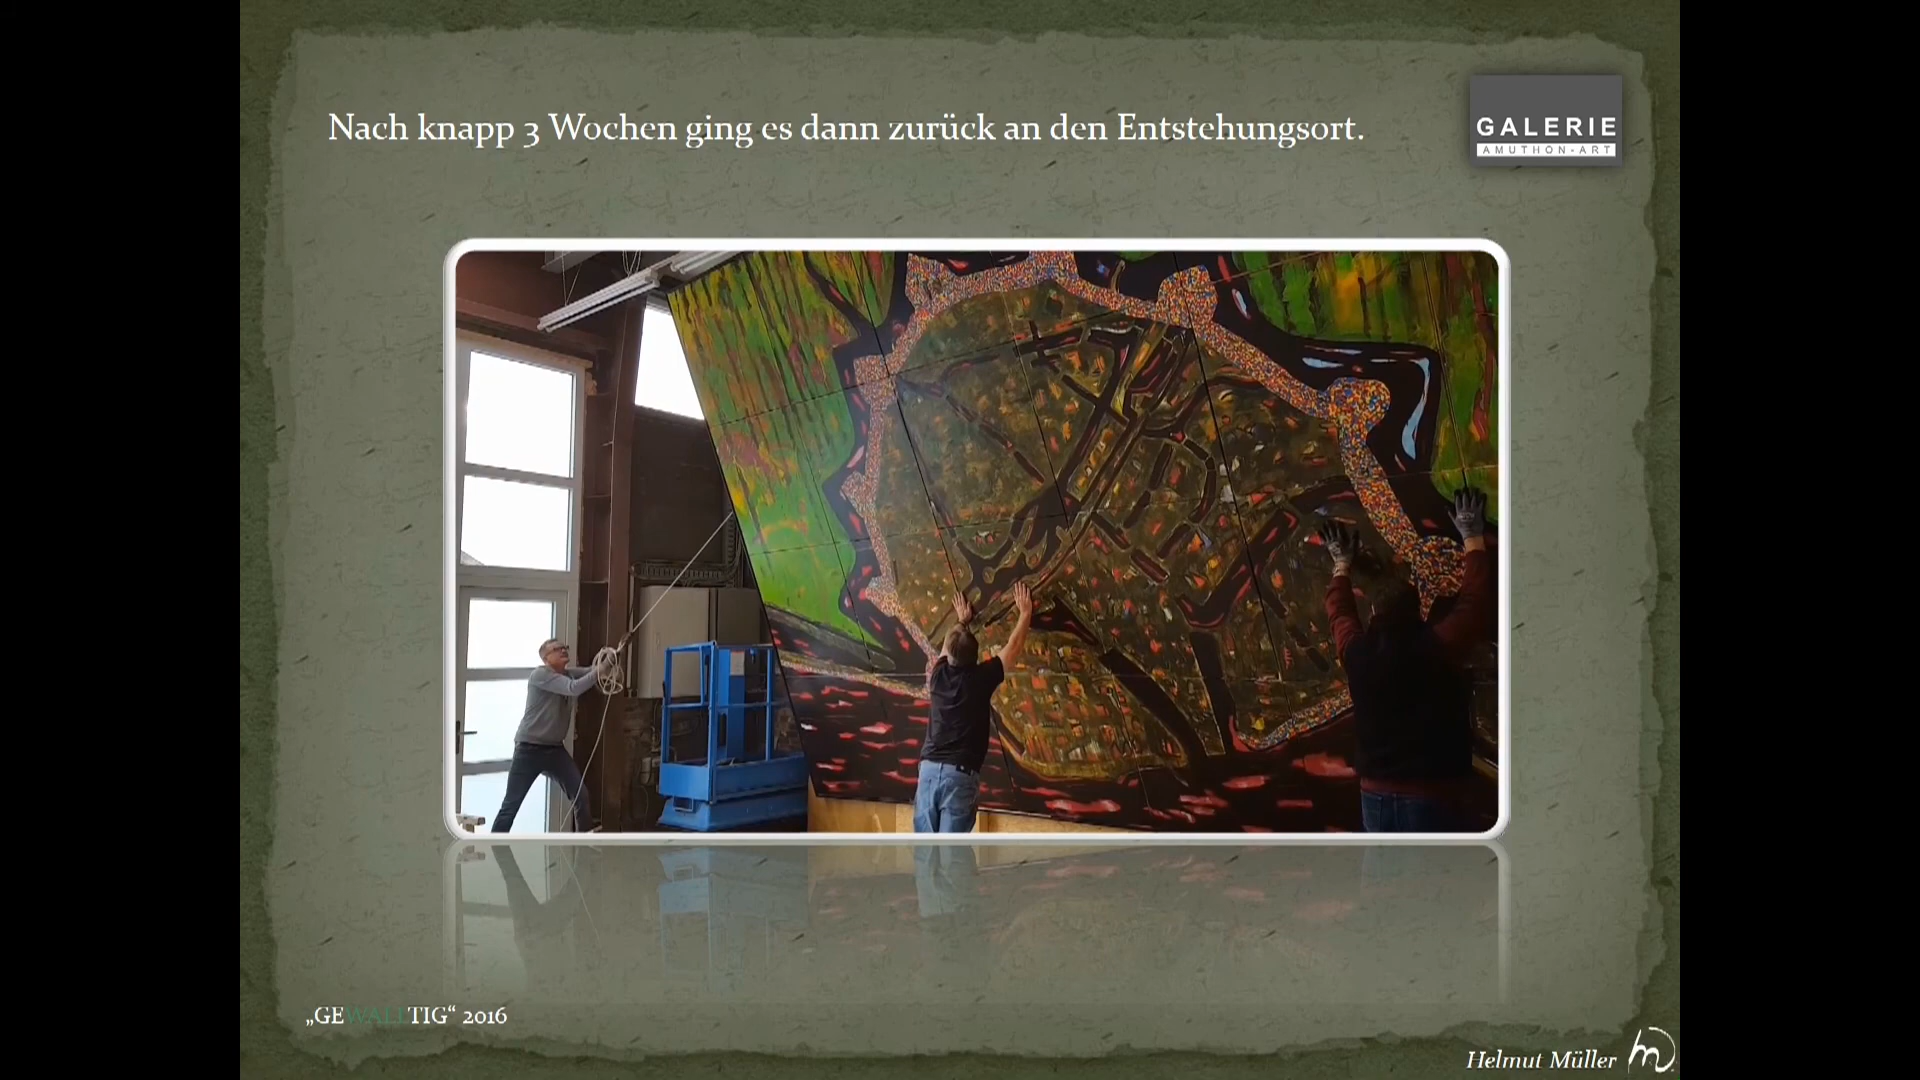 Nach knapp 3 Wochen ging es dann zurück an den Entstehungsort.
GALERIE
AMUTHON-ART
„GEWALLTIG“ 2016
Helmut Müller